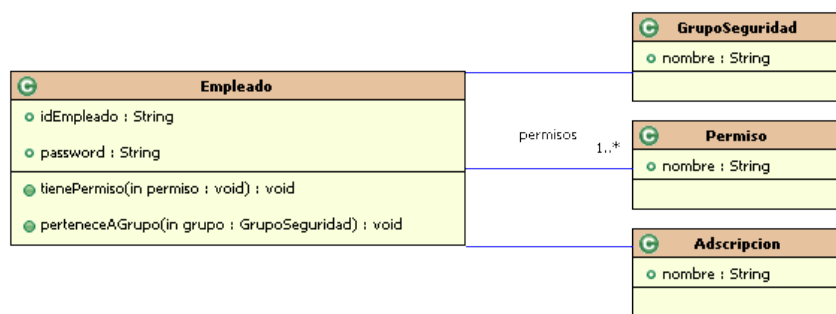 C GrupoSeguridad
nombre : String
C Empleado
idEmpleado : String
password : String
tienePermiso(in permiso : void) : void
perteneceAGrupo(in grupo : GrupoSeguridad) : void
permisos
1..*
C Permiso
nombre : String
C Adscripcion
nombre : String